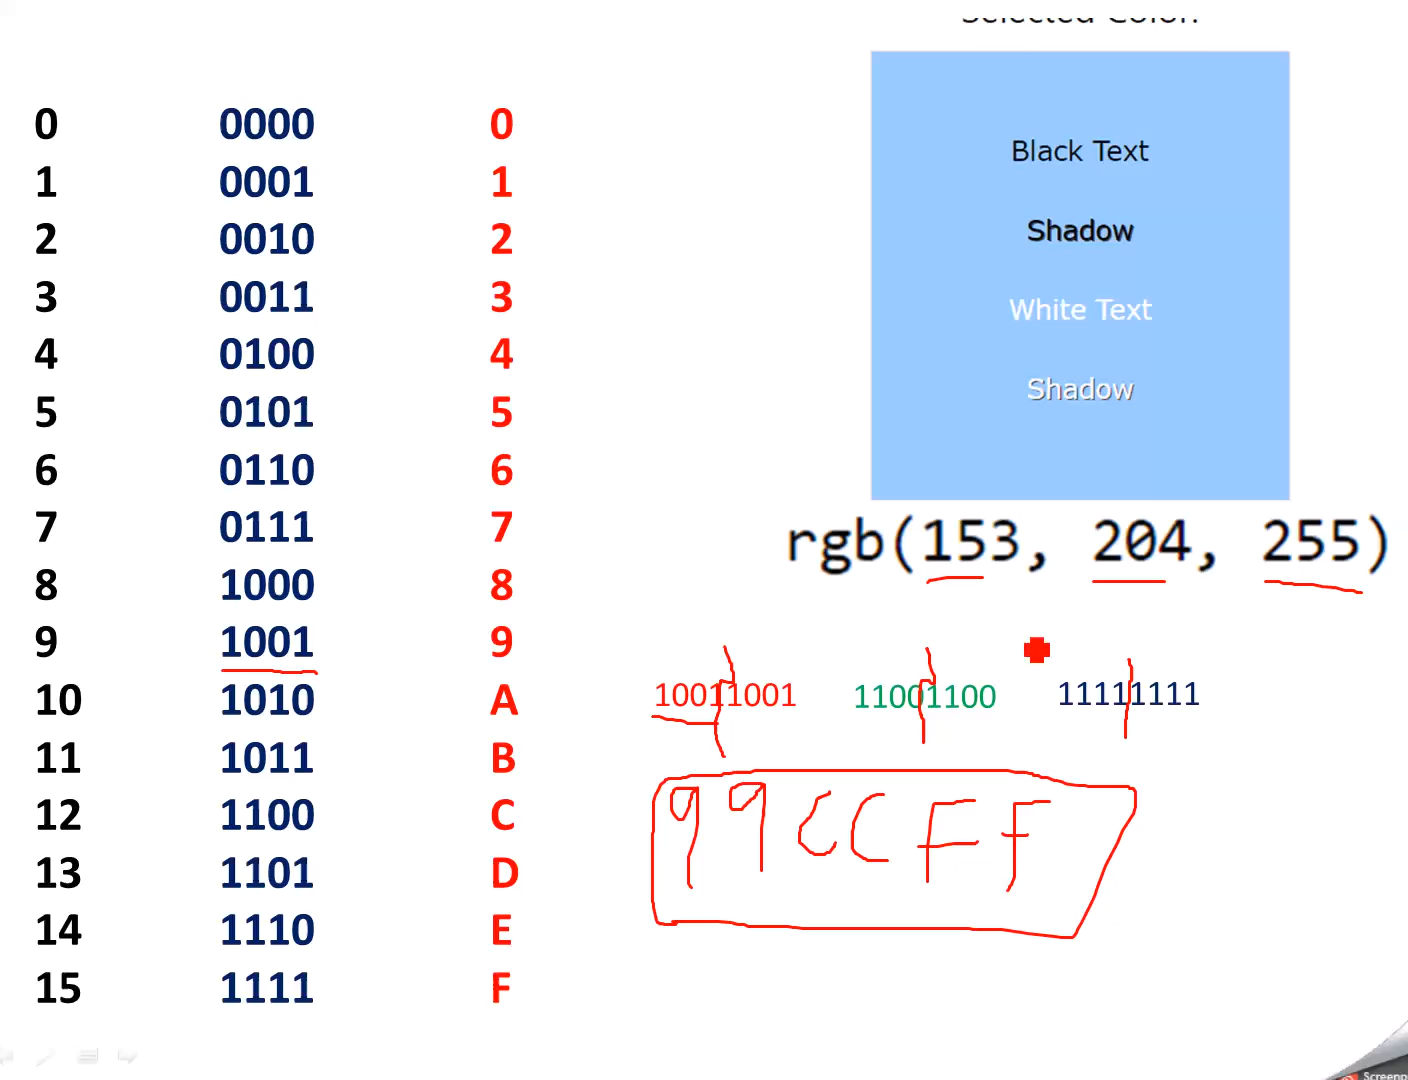 Selected Color:
0 0000 0
1 0001 1
2 0010 2
3 0011 3
4 0100 4
5 0101 5
6 0110 6
7 0111 7
8 1000 8
9 1001 9
10 1010 A
11 1011 B
12 1100 C
13 1101 D
14 1110 E
15 1111 F
Black Text
Shadow
White Text
Shadow
rgb(153, 204, 255)
10011001 11001100 11111111
99CCFF